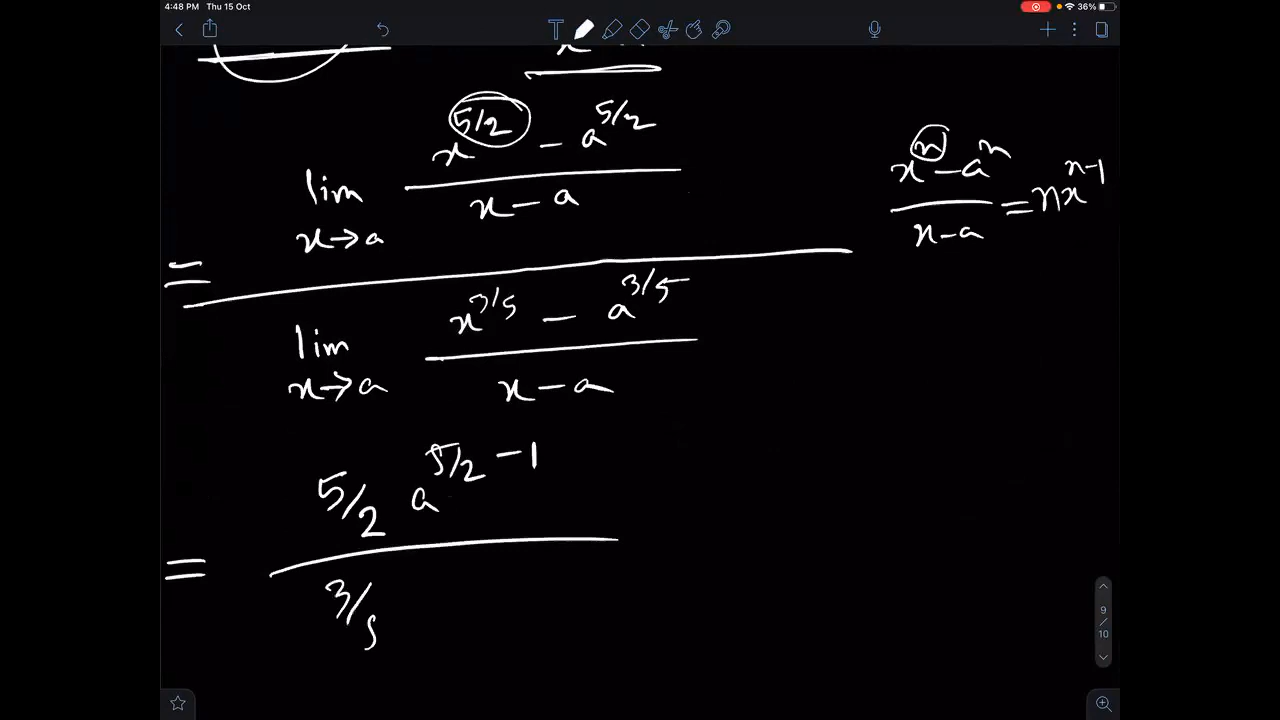 4:48 PM Thu 15 Oct
36%
T
x^{5/2} - a^{5/2}
lim
x→a
x - a
x^n - a^n
x - a
= nx^{n-1}
=
x^{3/5} - a^{3/5}
lim
x→a
x - a
5/2 a^{5/2 - 1}
=
3/5
9
/
10